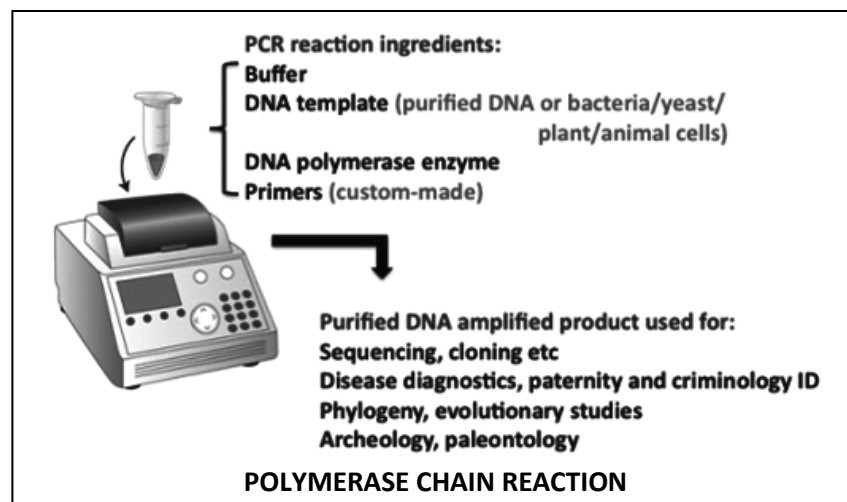 PCR reaction ingredients:
Buffer
DNA template (purified DNA or bacteria/yeast/
plant/animal cells)
DNA polymerase enzyme
Primers (custom-made)
Purified DNA amplified product used for:
Sequencing, cloning etc
Disease diagnostics, paternity and criminology ID
Phylogeny, evolutionary studies
Archeology, paleontology
POLYMERASE CHAIN REACTION